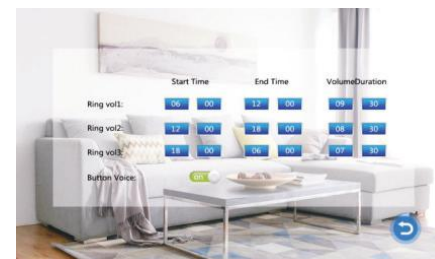 Start Time End Time VolumeDuration
Ring vol1: 06 00 12 00 09 30
Ring vol2: 12 00 18 00 08 30
Ring vol3: 18 00 06 00 07 30
Button Voice: on